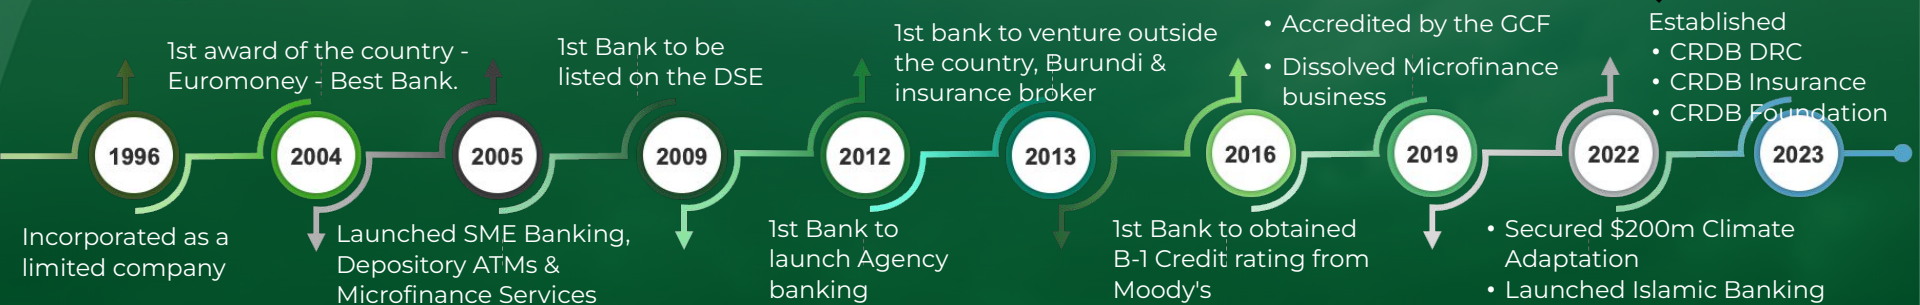 1996
Incorporated as a
limited company
2004
1st award of the country -
Euromoney - Best Bank.
2005
Launched SME Banking,
Depository ATMs &
Microfinance Services
2009
1st Bank to be
listed on the DSE
2012
1st Bank to
launch Agency
banking
2013
1st bank to venture outside
the country, Burundi &
insurance broker
2016
1st Bank to obtained
B-1 Credit rating from
Moody's
2019
• Accredited by the GCF
• Dissolved Microfinance
business
2022
• Secured $200m Climate
Adaptation
• Launched Islamic Banking
2023
Established
• CRDB DRC
• CRDB Insurance
• CRDB Foundation